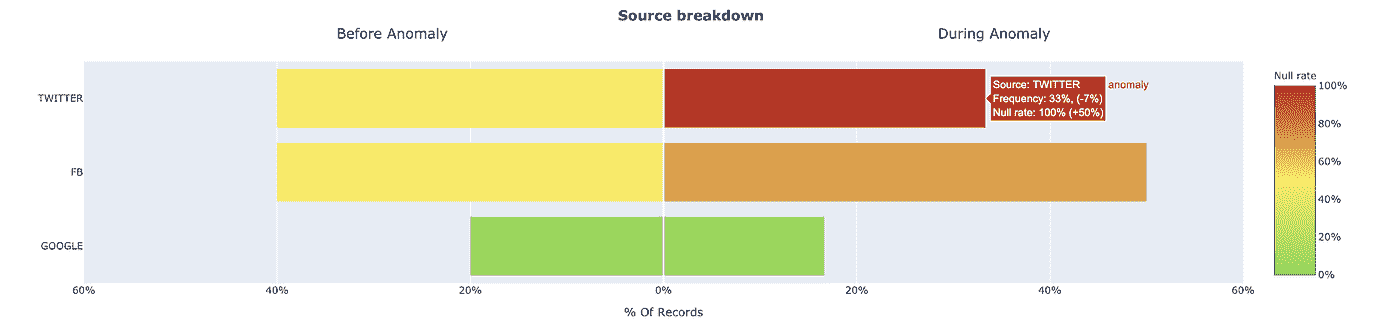 Source breakdown
Before Anomaly
During Anomaly
TWITTER
FB
GOOGLE
Source: TWITTER
Frequency: 33%, (-7%)
Null rate: 100% (+50%)
anomaly
60%
40%
20%
0%
20%
40%
60%
% Of Records
Null rate
100%
80%
60%
40%
20%
0%